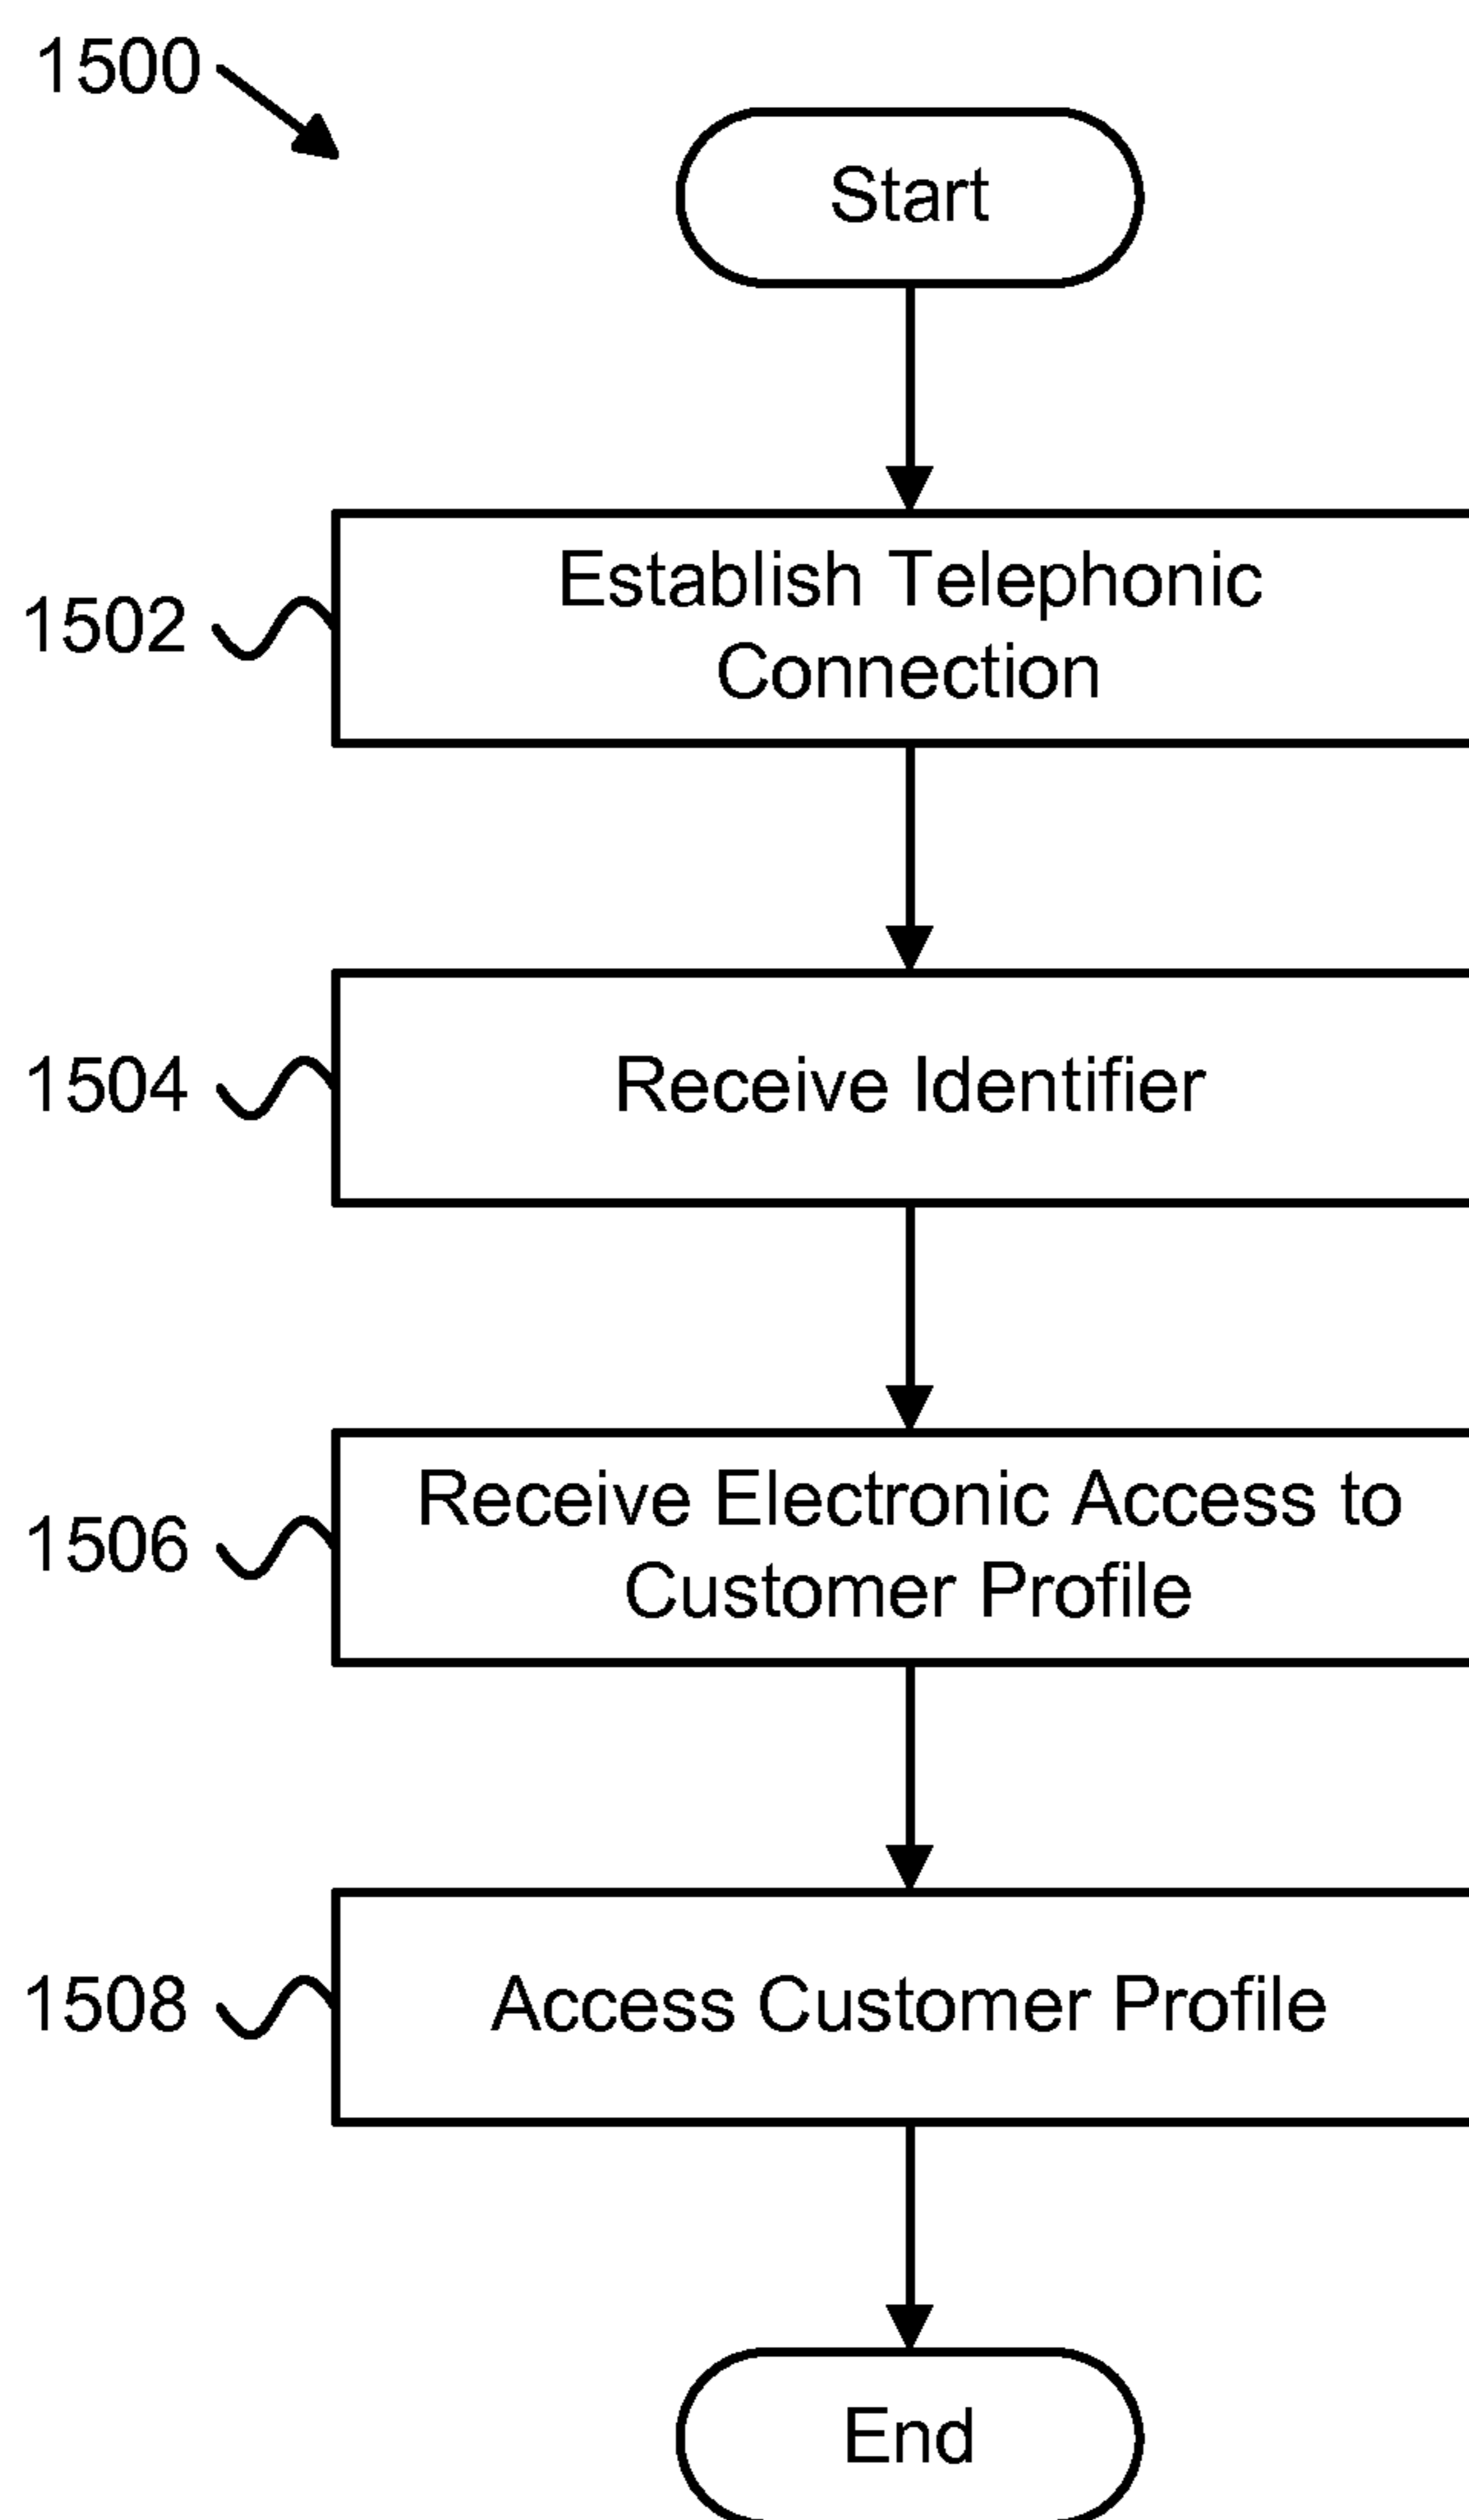 1500
Start
1502
Establish Telephonic
Connection
1504
Receive Identifier
1506
Receive Electronic Access to
Customer Profile
1508
Access Customer Profile
End